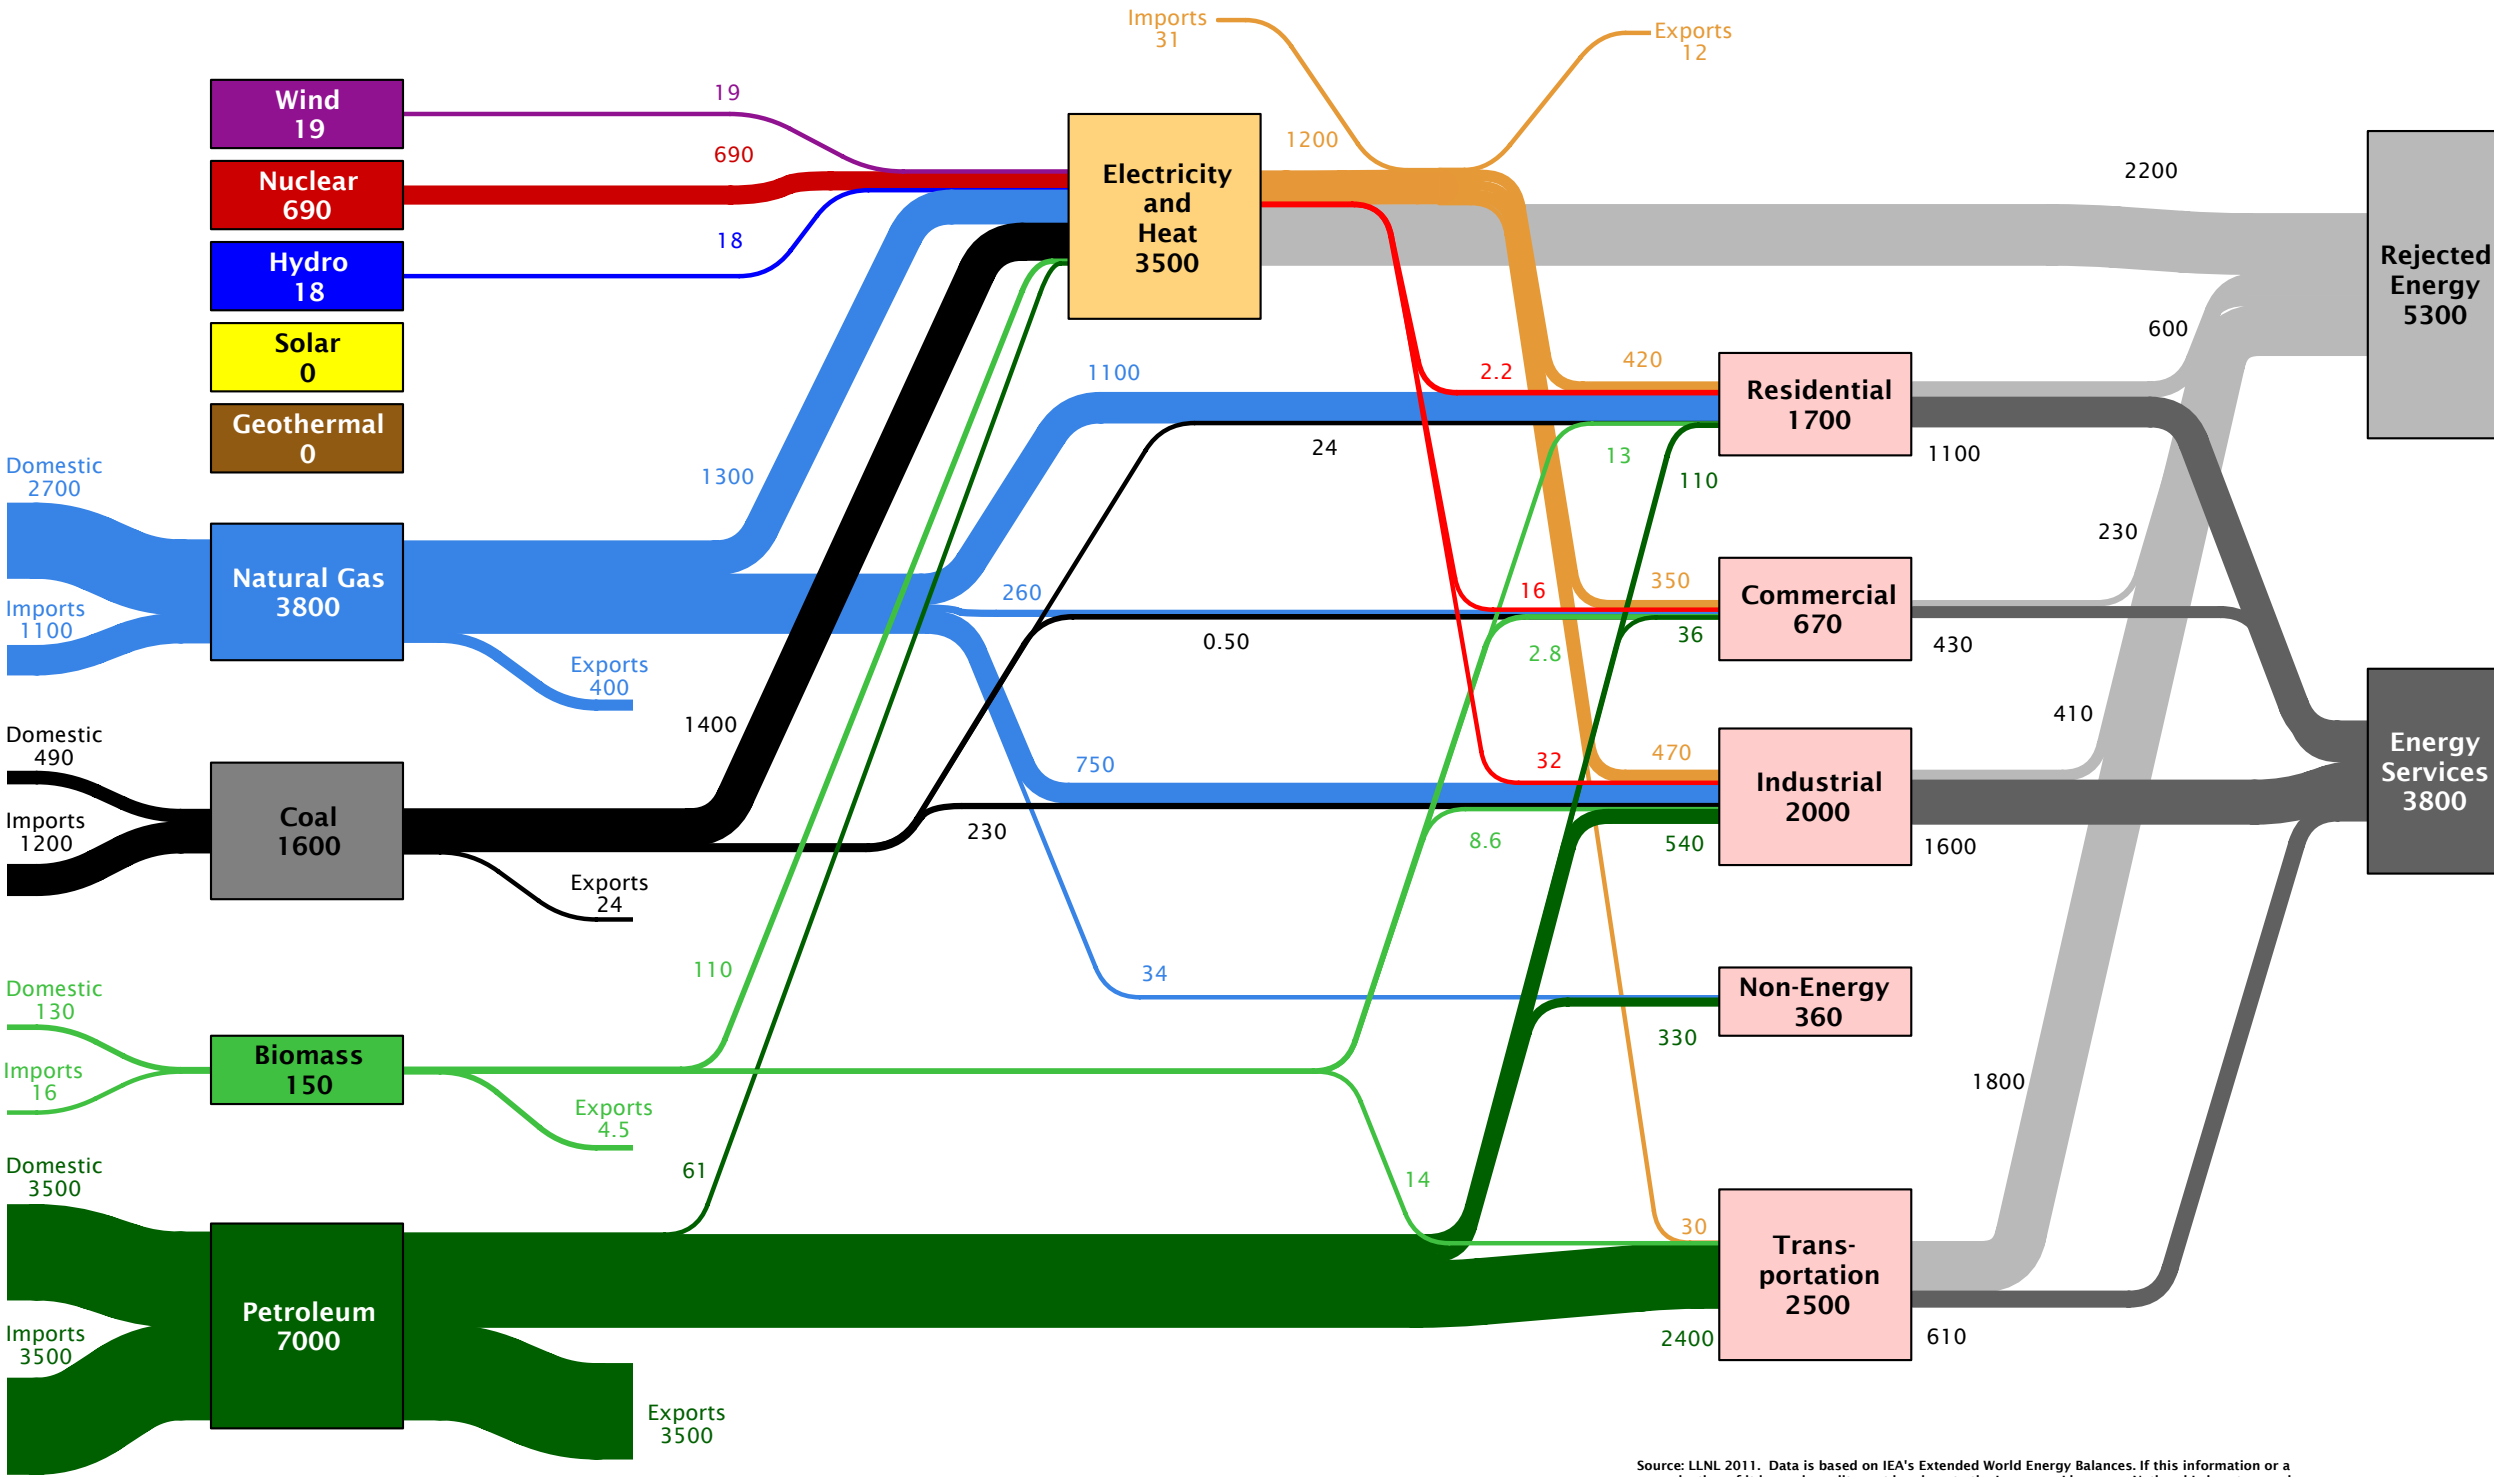 Imports
31
Exports
12
Wind
19
19
Nuclear
690
690
Hydro
18
18
Solar
0
Geothermal
0
Electricity
and
Heat
3500
1200
2200
Rejected
Energy
5300
600
Domestic
2700
Imports
1100
Natural Gas
3800
1300
Exports
400
1100
24
260
0.50
2.2
420
13
110
Residential
1700
1100
16
350
2.8
36
Commercial
670
230
430
Domestic
490
Imports
1200
Coal
1600
1400
Exports
24
230
750
32
470
8.6
540
Industrial
2000
410
1600
Energy
Services
3800
34
330
Non-Energy
360
Domestic
130
Imports
16
Biomass
150
110
Exports
4.5
14
1800
Domestic
3500
Imports
3500
Petroleum
7000
61
Exports
3500
30
2400
Trans-
portation
2500
610
Source: LLNL 2011. Data is based on IEA's Extended World Energy Balances. If this information or a